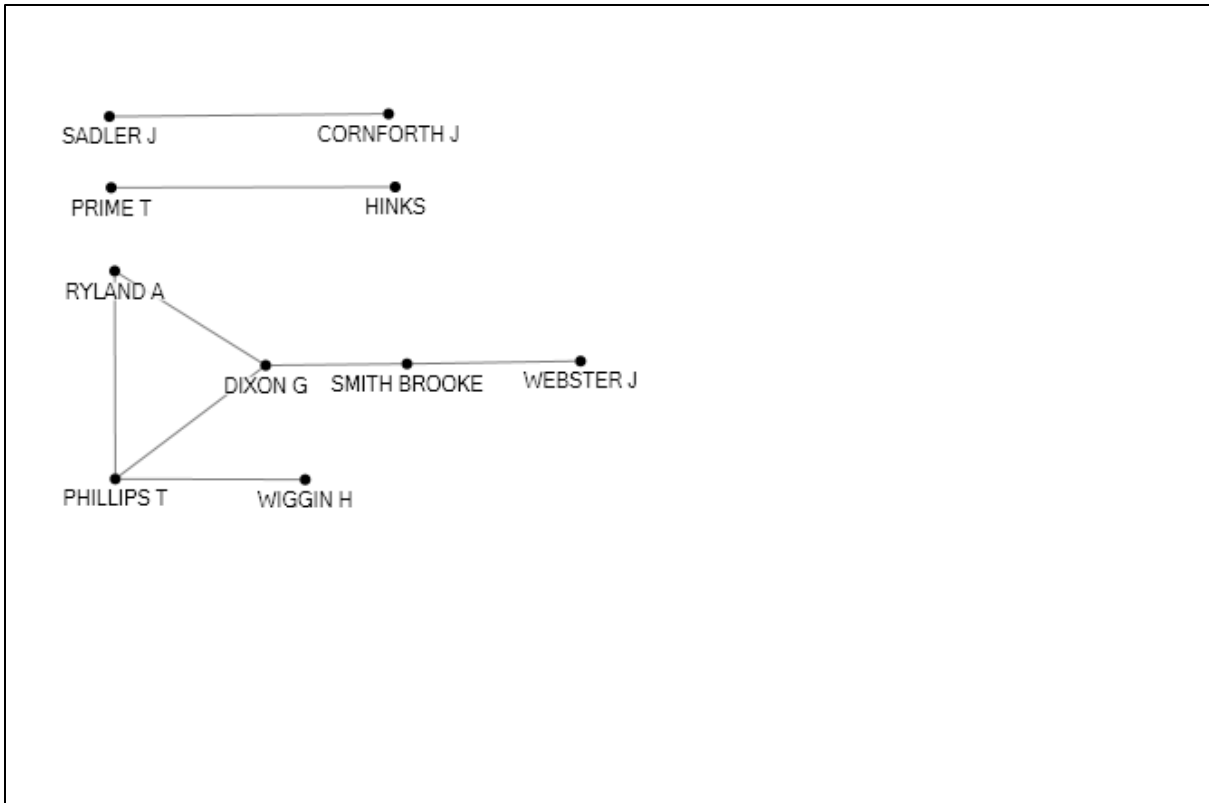 SADLER J
CORNFORTH J
PRIME T
HINKS
RYLAND A
DIXON G
SMITH BROOKE
WEBSTER J
PHILLIPS T
WIGGIN H